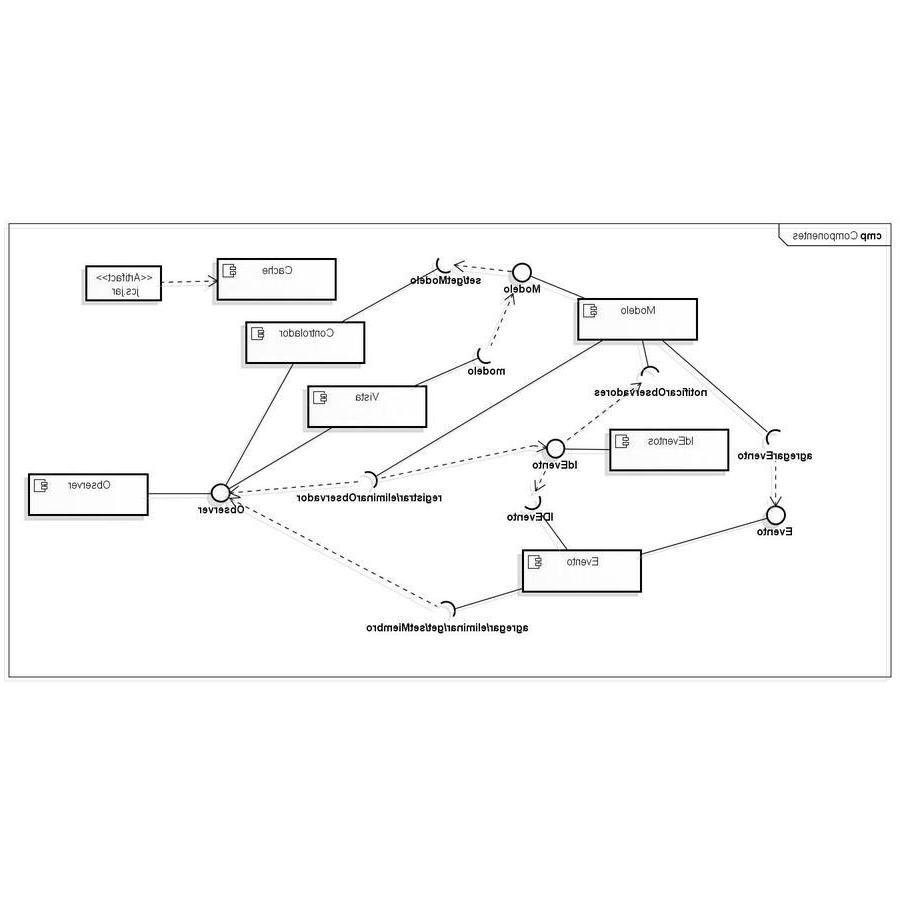 cmp Componentes
<<Artifact>>
jcs.jar
Cache
set/getModelo
Modelo
Modelo
Controlador
modelo
Vista
notificarObservadores
IdEventos
agregarEvento
IdEvento
Observer
Observer
registrar/eliminarObservador
IDEvento
Evento
Evento
agregar/eliminar/get/setMiembro